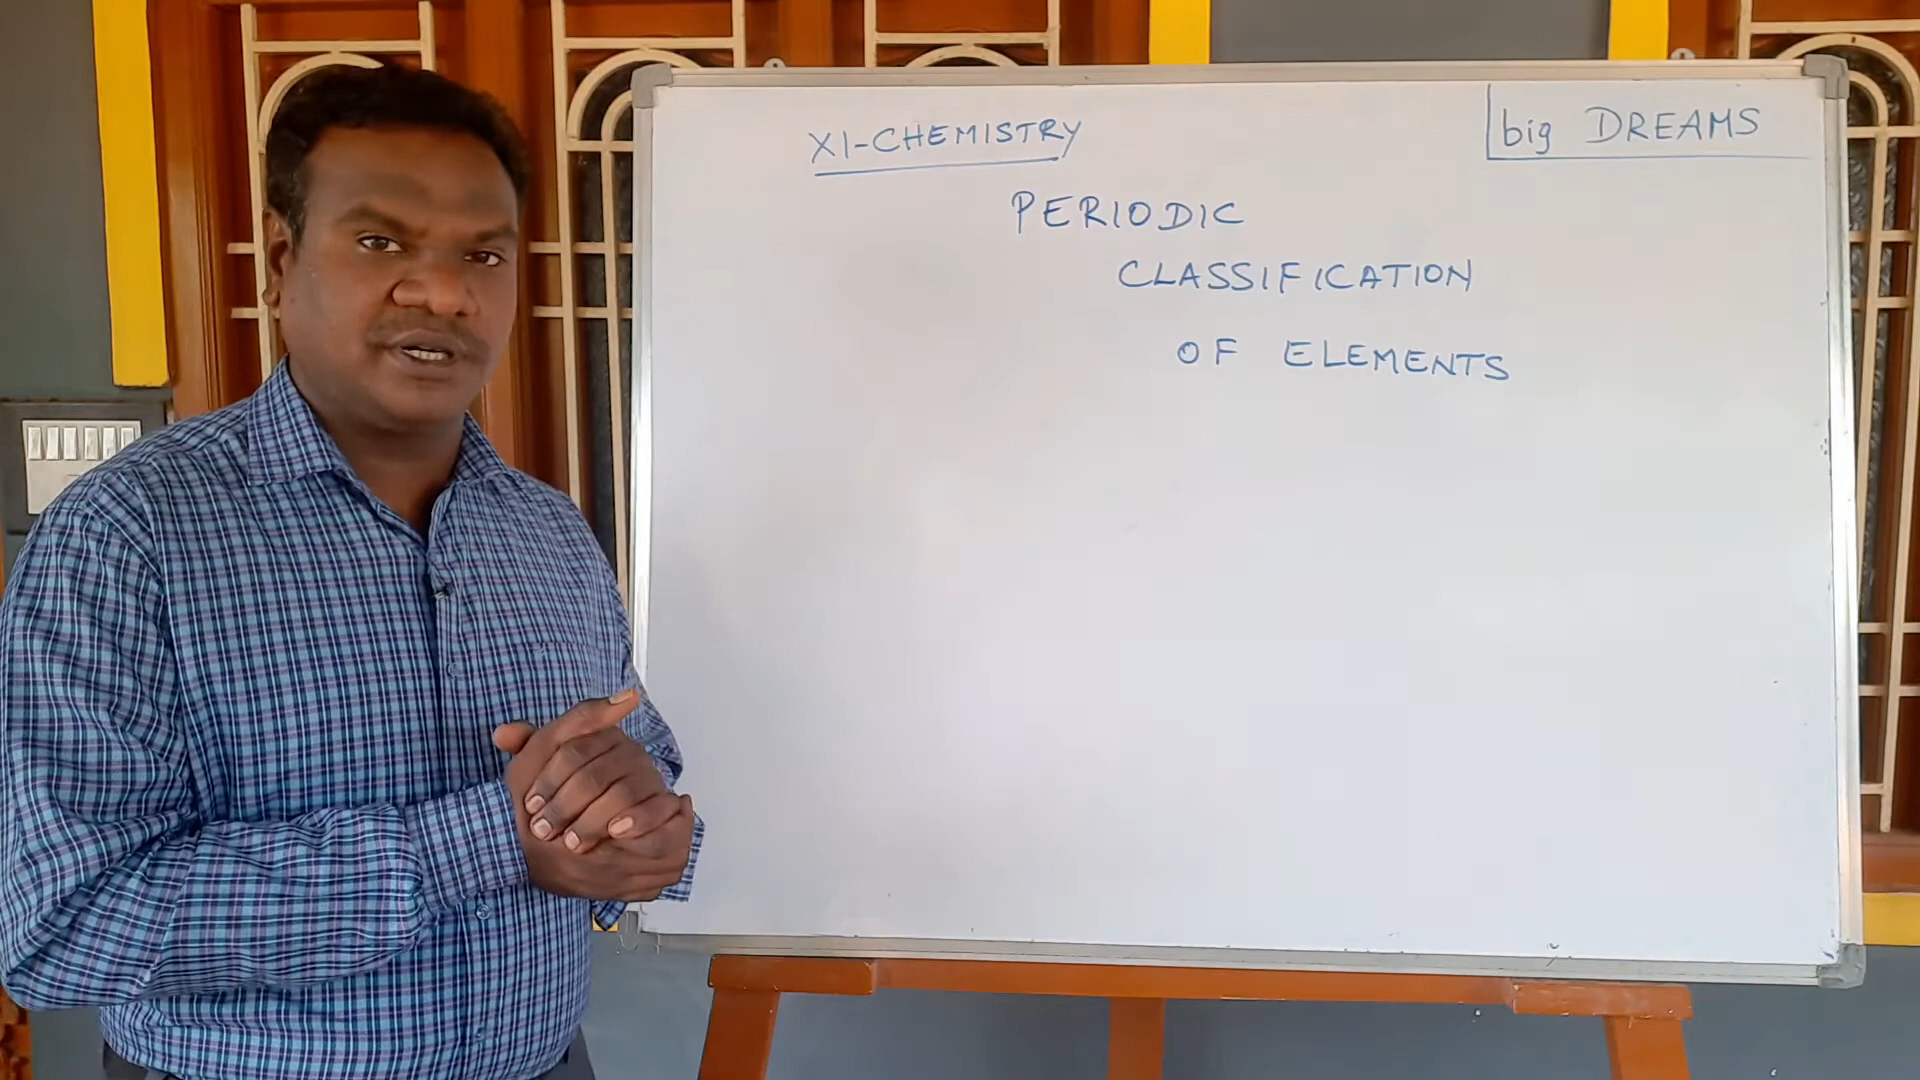 XI-CHEMISTRY
big DREAMS
PERIODIC
CLASSIFICATION
OF ELEMENTS